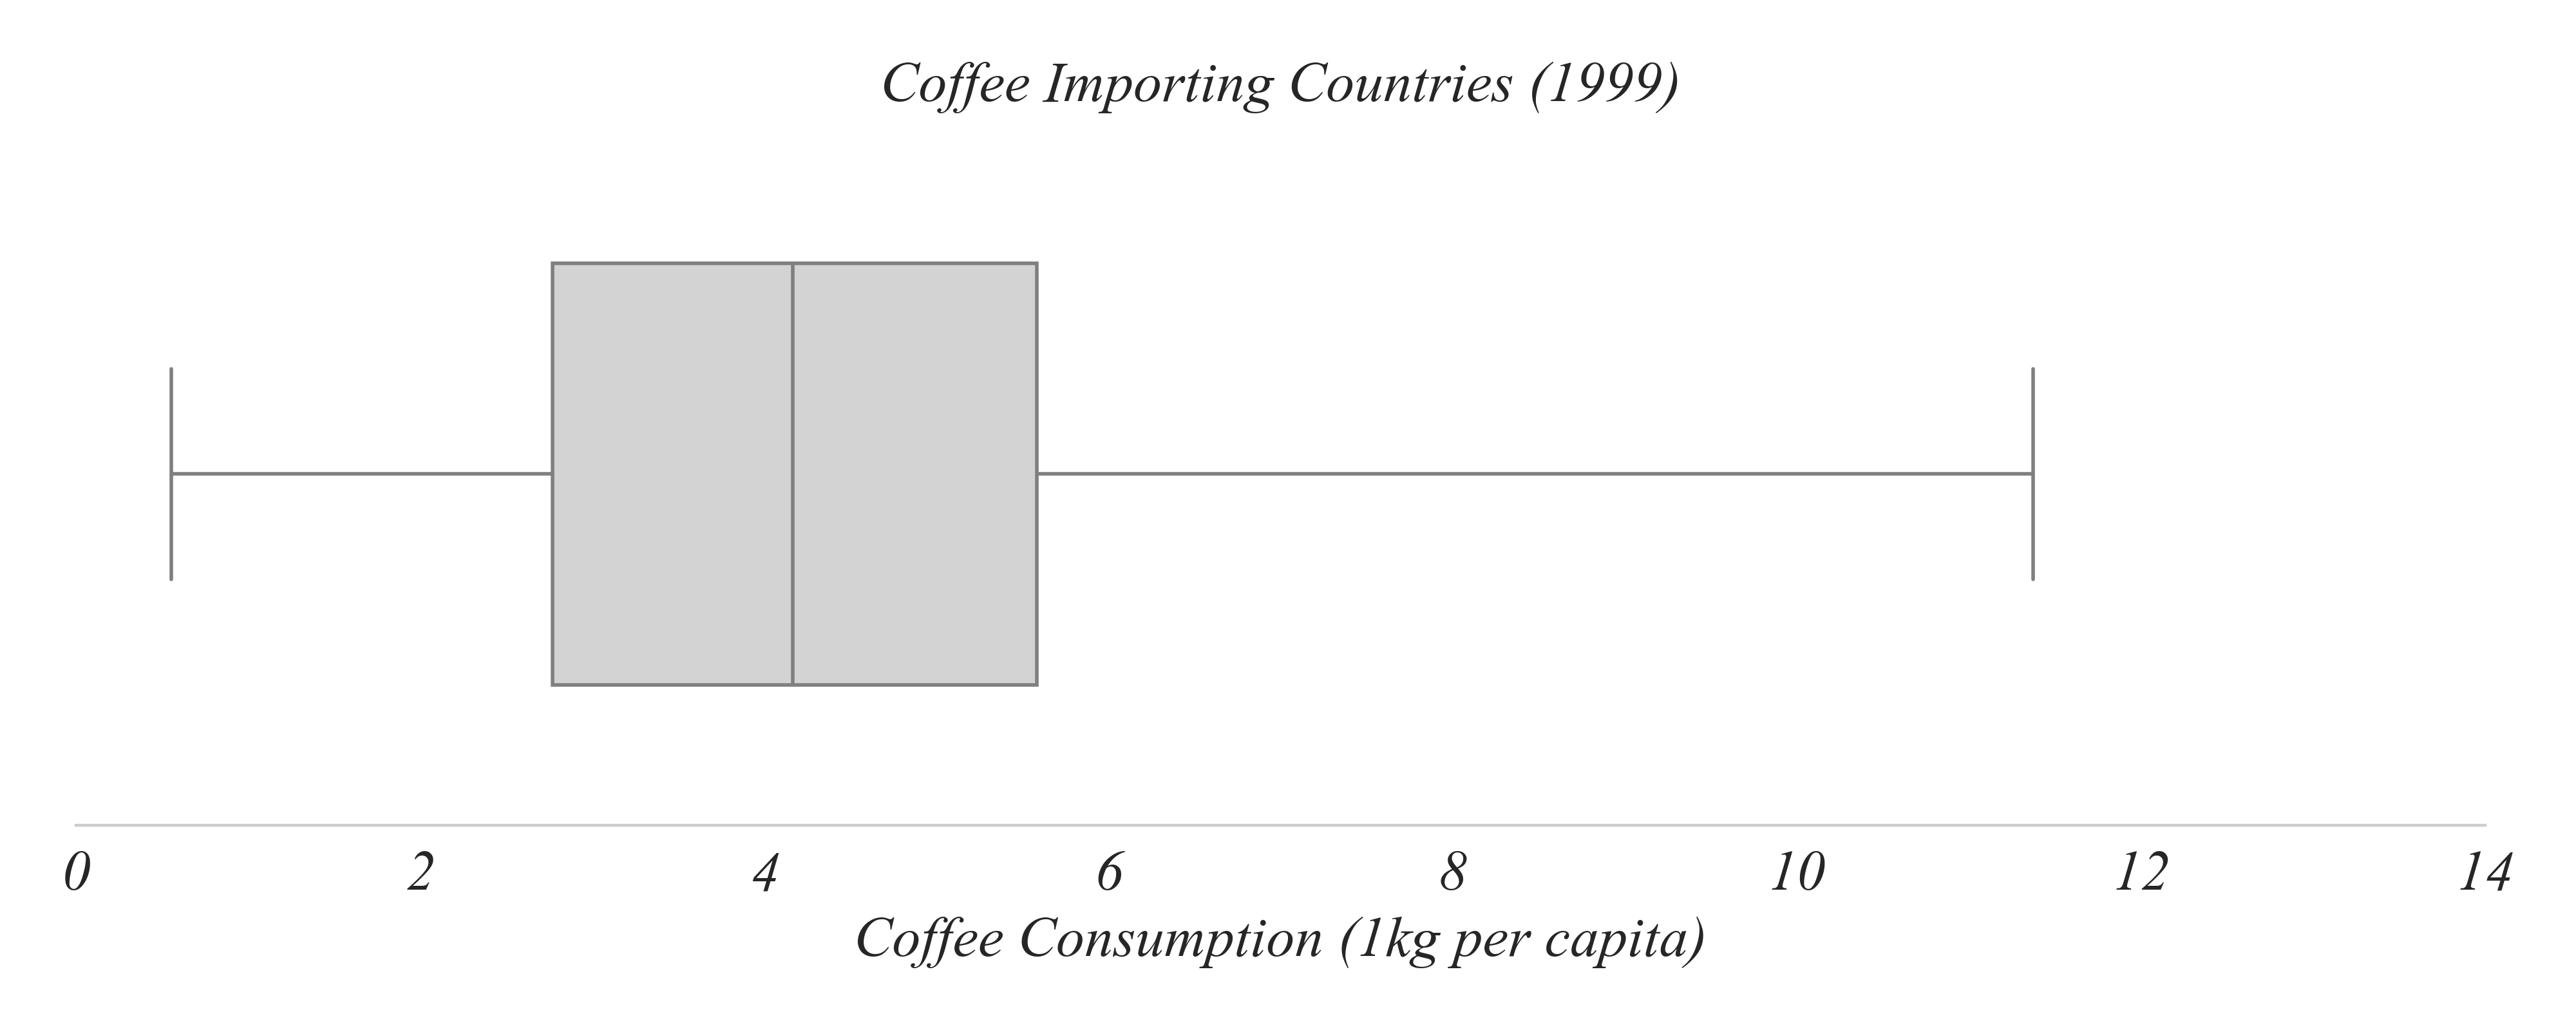 Coffee Importing Countries (1999)
0 2 4 6 8 10 12 14
Coffee Consumption (1kg per capita)